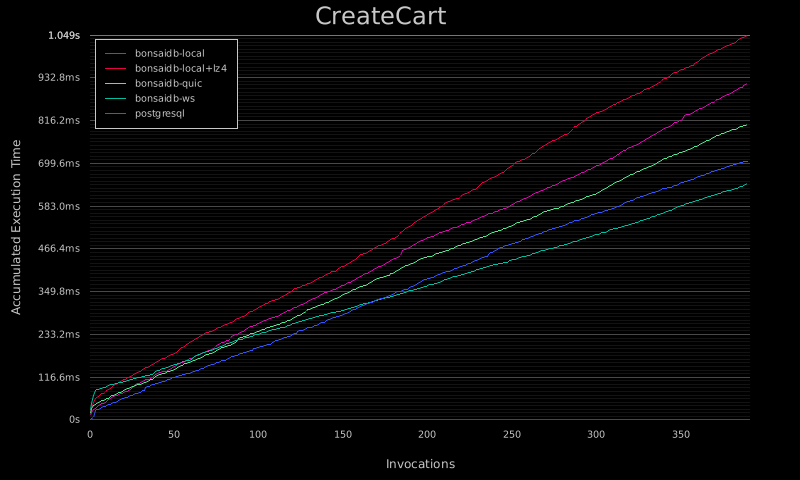 CreateCart
1.049s
932.8ms
816.2ms
699.6ms
583.0ms
466.4ms
349.8ms
233.2ms
116.6ms
0s
Accumulated Execution Time
bonsaidb-local
bonsaidb-local+lz4
bonsaidb-quic
bonsaidb-ws
postgresql
0 50 100 150 200 250 300 350
Invocations